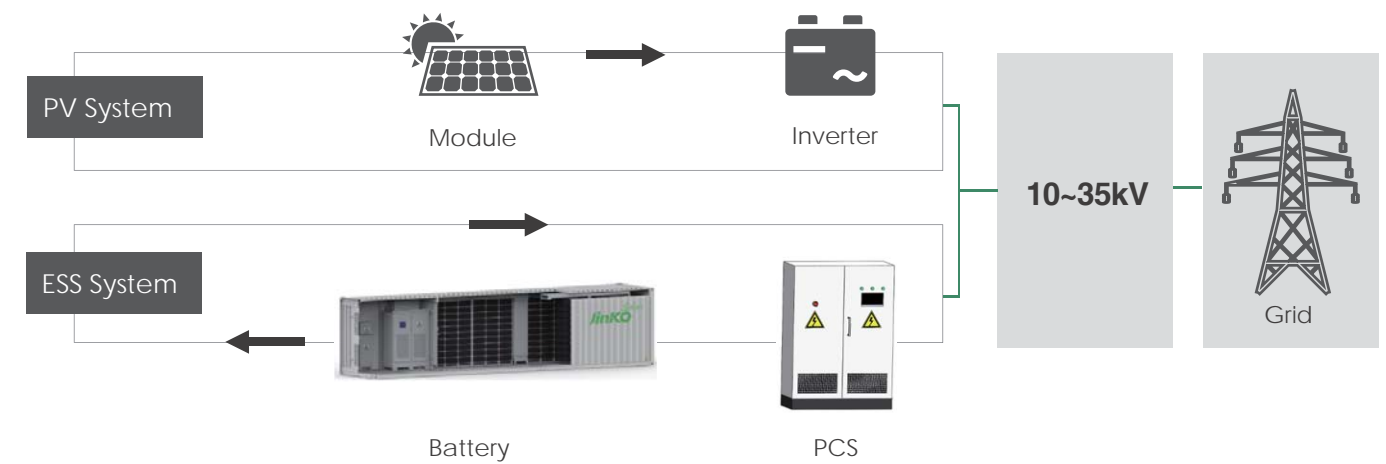 PV System
Module
Inverter
10~35kV
ESS System
JinKO
Grid
Battery
PCS